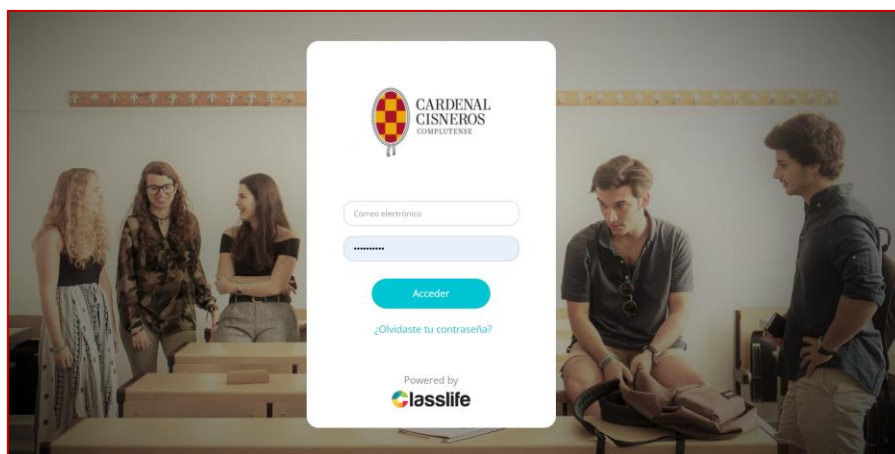 CARDENAL
CISNEROS
COMPLUTENSE
Correo electrónico
••••••••••
Acceder
¿Olvidaste tu contraseña?
Powered by
Classlife